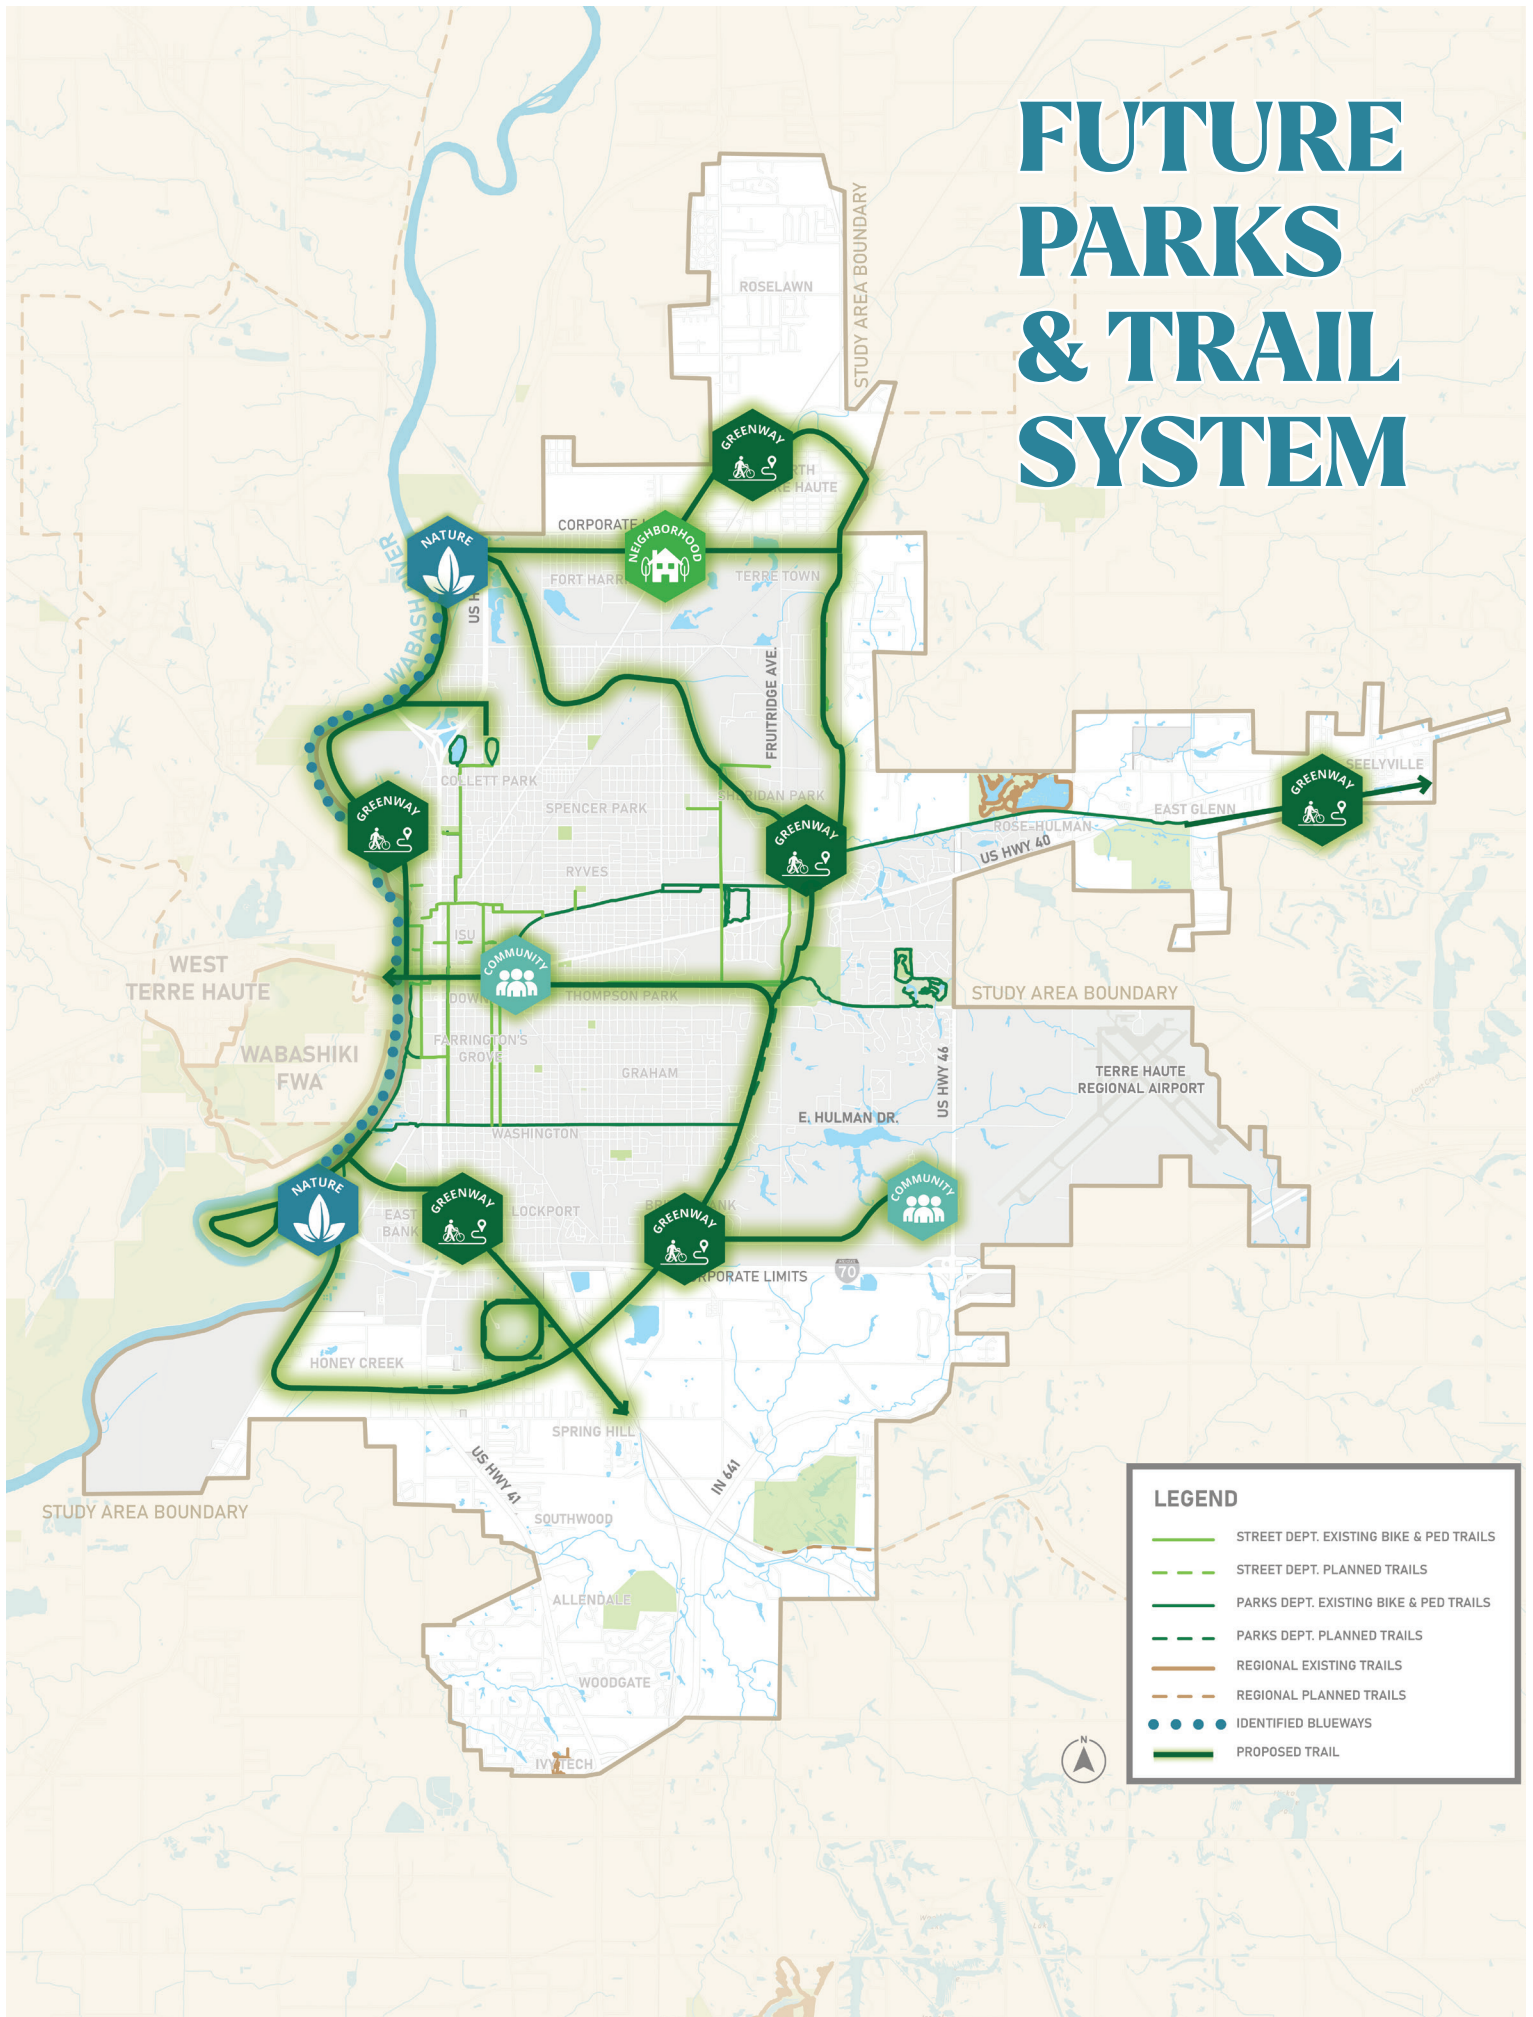 FUTURE
PARKS
& TRAIL
SYSTEM
STUDY AREA BOUNDARY
ROSELAWN
GREENWAY
HAUTE
CORPORATE
NATURE
NEIGHBORHOOD
WABASH
TERRE TOWN
US
FRUITRIDGE AVE.
COLLETT PARK
SPENCER PARK
SHERIDAN PARK
GREENWAY
GREENWAY
RYVES
SEELYVILLE
GREENWAY
EAST GLENN
ROSE-HULMAN
US HWY 40
ISU
COMMUNITY
WEST
TERRE HAUTE
THOMPSON PARK
STUDY AREA BOUNDARY
FARRINGTON'S
GROVE
WABASHIKI
FWA
GRAHAM
US HWY 46
TERRE HAUTE
REGIONAL AIRPORT
E. HULMAN DR.
WASHINGTON
NATURE
GREENWAY
EAST
BANK
LOCKPORT
GREENWAY
COMMUNITY
CORPORATE LIMITS
70
HONEY CREEK
SPRING HILL
US HWY 41
IN 641
STUDY AREA BOUNDARY
SOUTHWOOD
ALLENDALE
WOODGATE
IVY TECH
N
LEGEND
STREET DEPT. EXISTING BIKE & PED TRAILS
STREET DEPT. PLANNED TRAILS
PARKS DEPT. EXISTING BIKE & PED TRAILS
PARKS DEPT. PLANNED TRAILS
REGIONAL EXISTING TRAILS
REGIONAL PLANNED TRAILS
IDENTIFIED BLUEWAYS
PROPOSED TRAIL